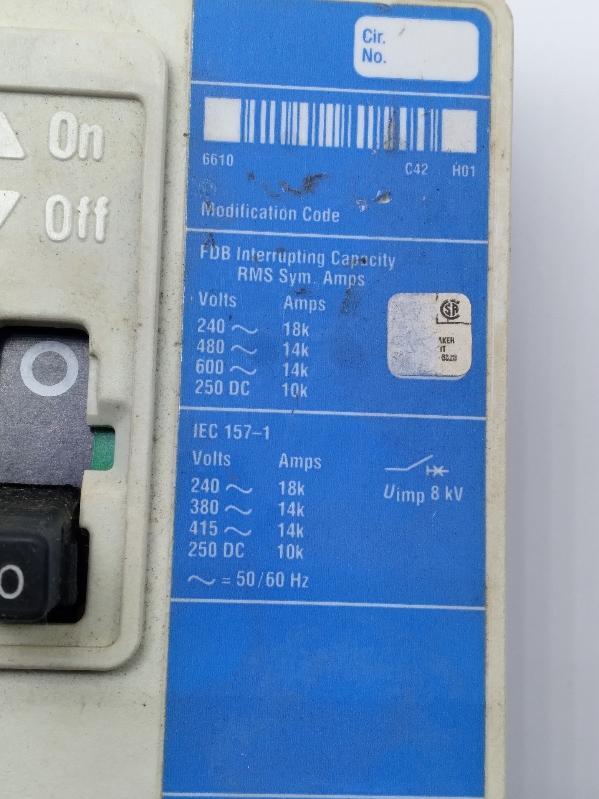 Cir.
No.
On
Off
6610 C42 H01
Modification Code
FDB Interrupting Capacity
RMS Sym. Amps
Volts Amps
240 ~ 18k
480 ~ 14k
600 ~ 14k
250 DC 10k
IEC 157-1
Volts Amps
240 ~ 18k
380 ~ 14k
415 ~ 14k
250 DC 10k
~ = 50/60 Hz
Uimp 8 kV
O
O